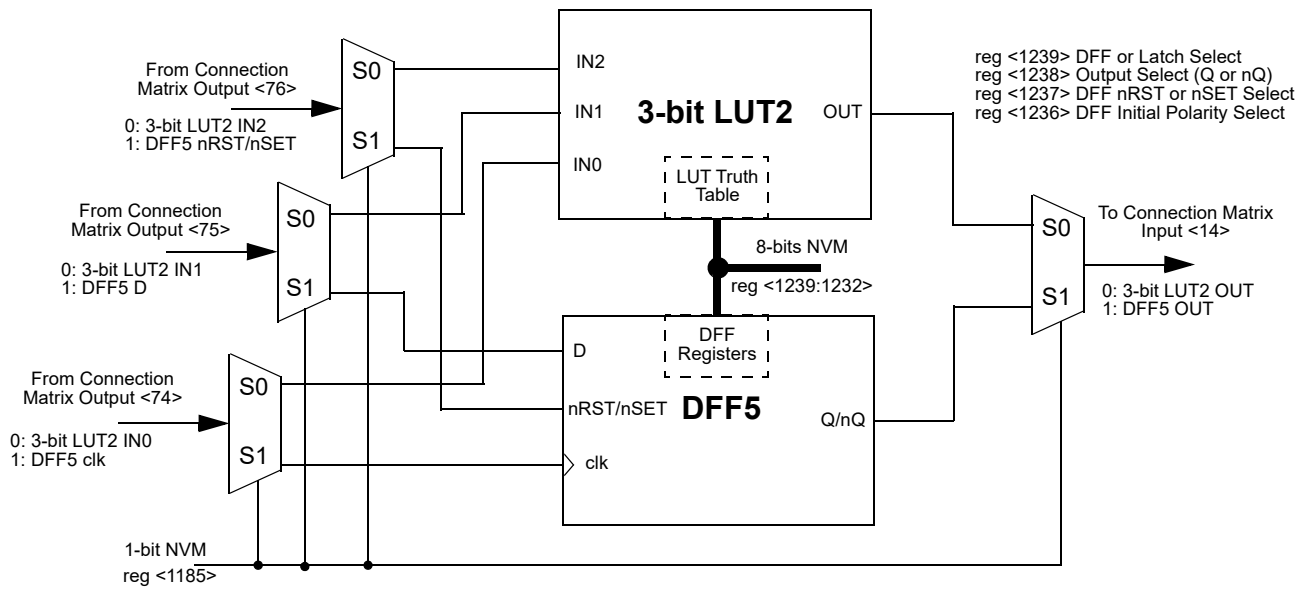 From Connection
Matrix Output <76>
0: 3-bit LUT2 IN2
1: DFF5 nRST/nSET
S0
S1
From Connection
Matrix Output <75>
0: 3-bit LUT2 IN1
1: DFF5 D
S0
S1
From Connection
Matrix Output <74>
0: 3-bit LUT2 IN0
1: DFF5 clk
S0
S1
1-bit NVM
reg <1185>
IN2
IN1
IN0
3-bit LUT2
OUT
LUT Truth
Table
8-bits NVM
reg <1239:1232>
DFF
Registers
D
nRST/nSET
clk
DFF5
Q/nQ
reg <1239> DFF or Latch Select
reg <1238> Output Select (Q or nQ)
reg <1237> DFF nRST or nSET Select
reg <1236> DFF Initial Polarity Select
S0
S1
To Connection Matrix
Input <14>
0: 3-bit LUT2 OUT
1: DFF5 OUT